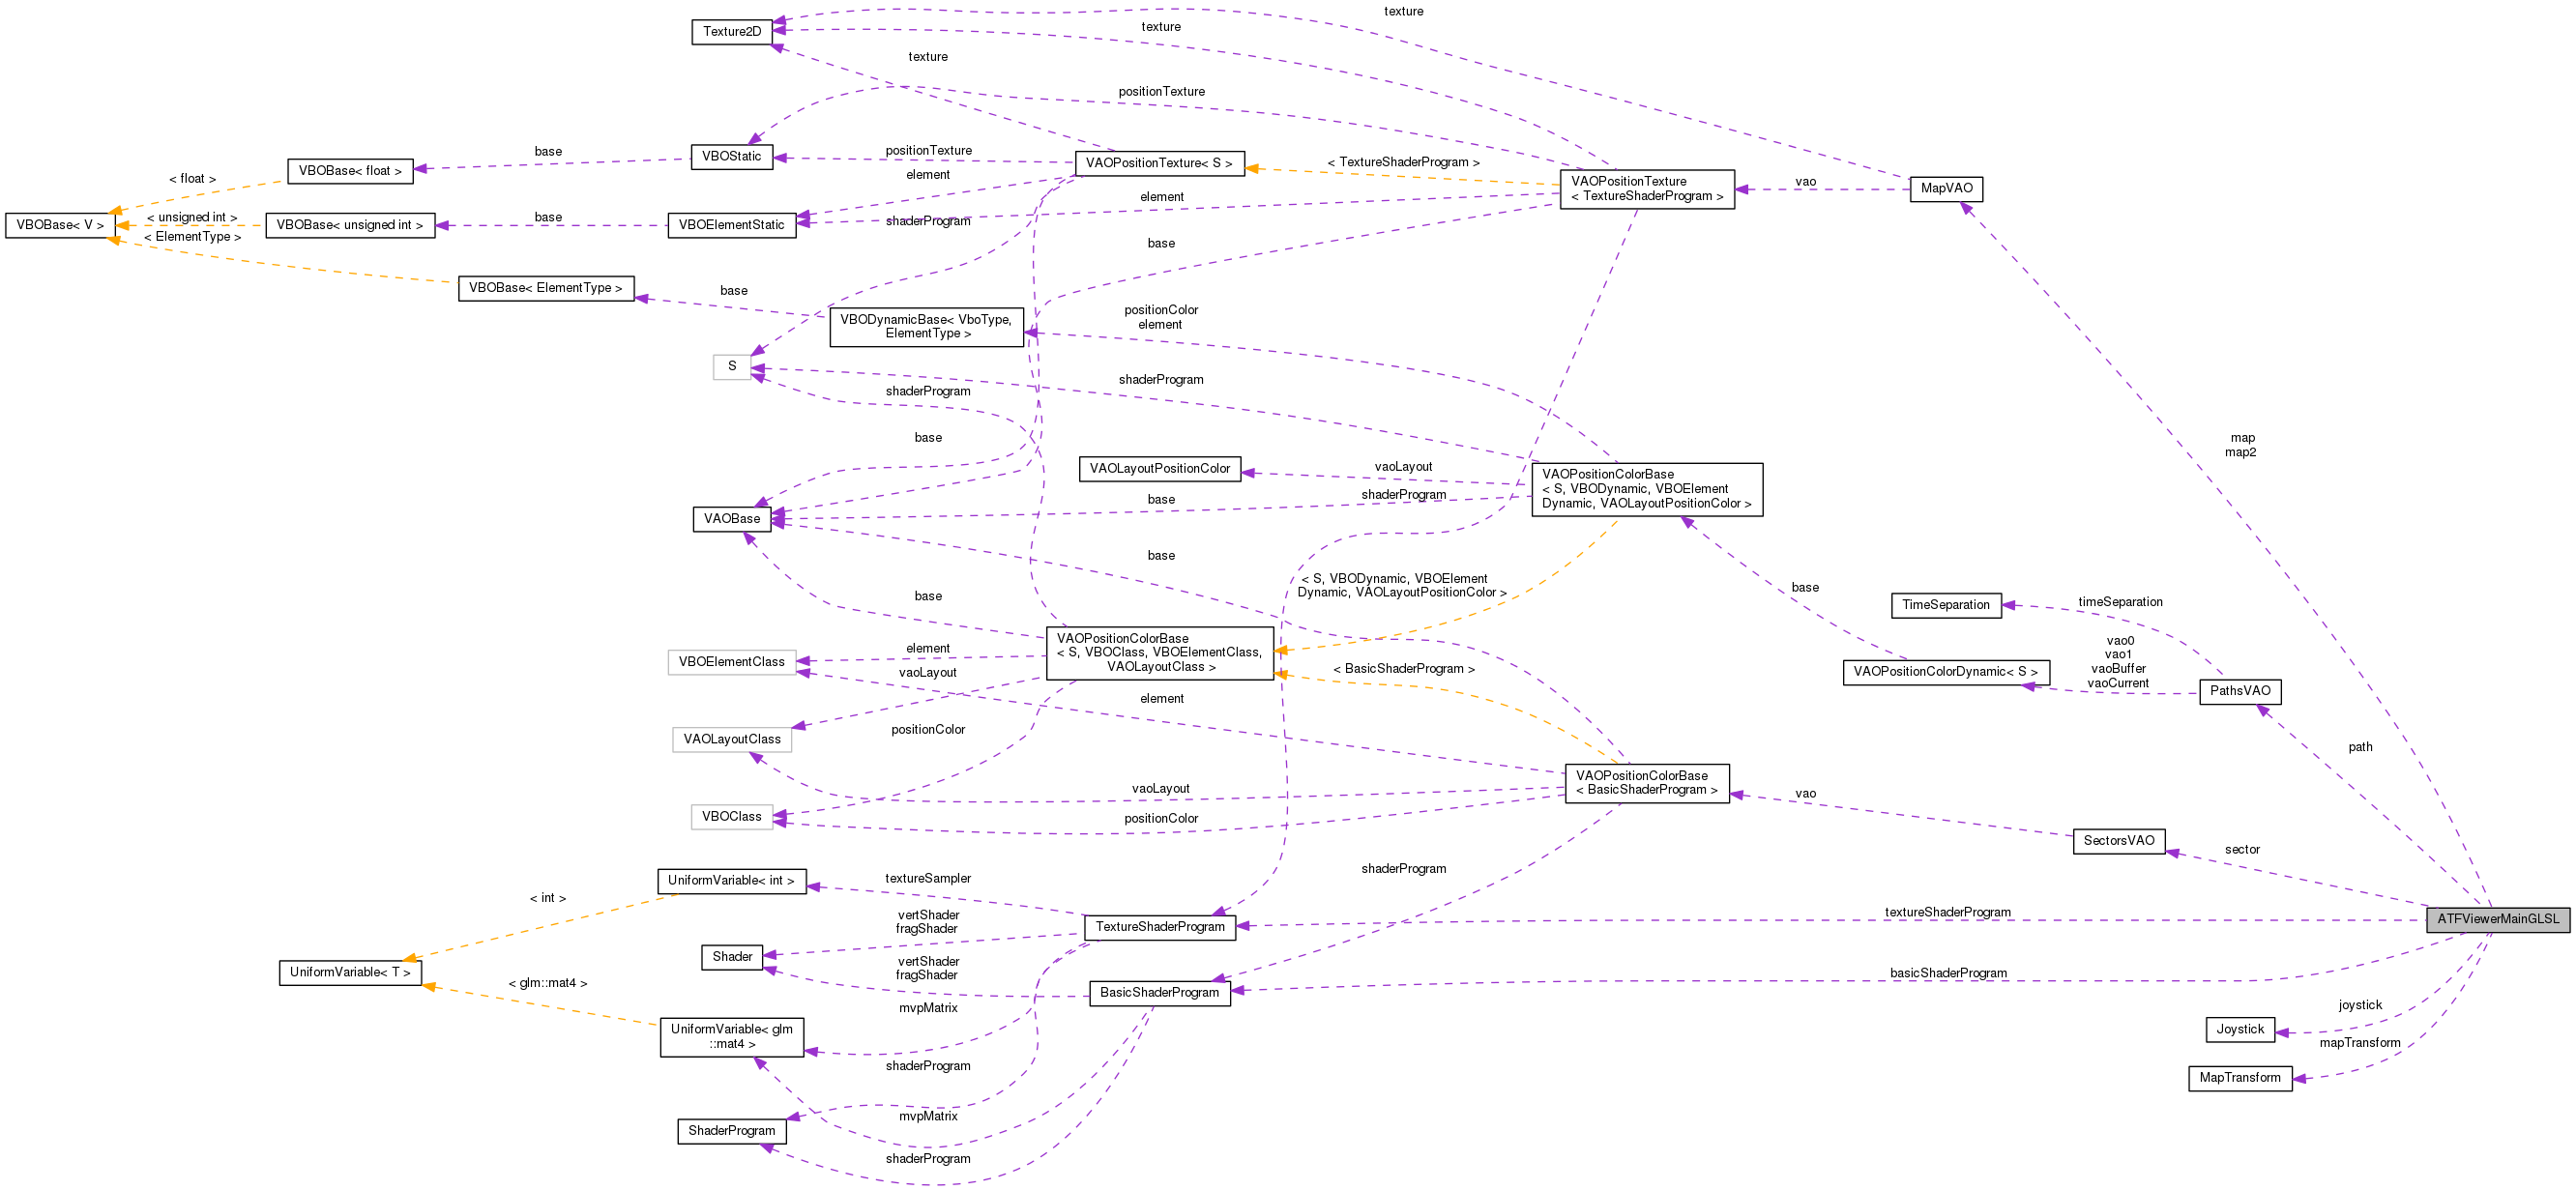 texture
texture
Texture2D
texture
positionTexture
base
positionTexture
VBOStatic
VBOBase< float >
< float >
VAOPositionTexture< S >
< TextureShaderProgram >
element
VAOPositionTexture
< TextureShaderProgram >
vao
MapVAO
VBOBase< V >
< unsigned int >
< ElementType >
VBOBase< unsigned int >
base
VBOElementStatic
shaderProgram
element
base
VBOBase< ElementType >
base
VBODynamicBase< VboType,
ElementType >
positionColor
element
S
shaderProgram
shaderProgram
base
VAOLayoutPositionColor
vaoLayout
base
shaderProgram
VAOPositionColorBase
< S, VBODynamic, VBOElement
Dynamic, VAOLayoutPositionColor >
map
map2
VAOBase
base
base
< S, VBODynamic, VBOElement
Dynamic, VAOLayoutPositionColor >
base
TimeSeparation
timeSeparation
VAOPositionColorBase
< S, VBOClass, VBOElementClass,
VAOLayoutClass >
VBOElementClass
element
vaoLayout
< BasicShaderProgram >
element
VAOPositionColorDynamic< S >
vao0
vao1
vaoBuffer
vaoCurrent
PathsVAO
VAOLayoutClass
positionColor
path
VAOPositionColorBase
< BasicShaderProgram >
vaoLayout
vao
VBOClass
positionColor
SectorsVAO
sector
shaderProgram
UniformVariable< int >
textureSampler
< int >
vertShader
fragShader
TextureShaderProgram
textureShaderProgram
ATFViewerMainGLSL
Shader
vertShader
fragShader
UniformVariable< T >
< glm::mat4 >
BasicShaderProgram
basicShaderProgram
mvpMatrix
UniformVariable< glm
::mat4 >
joystick
Joystick
mapTransform
shaderProgram
MapTransform
mvpMatrix
ShaderProgram
shaderProgram